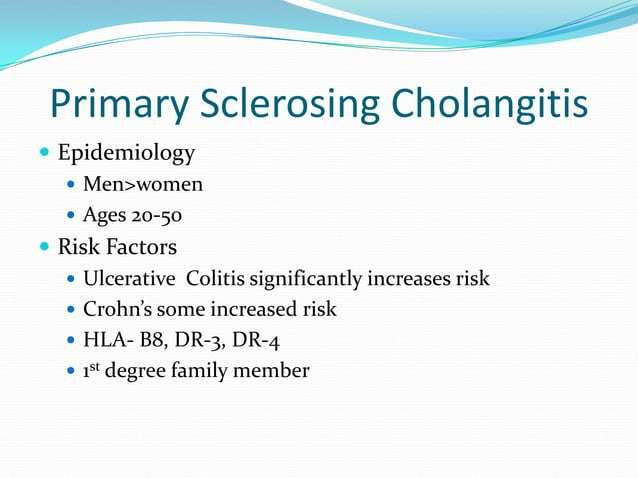 Primary Sclerosing Cholangitis
Epidemiology
Men>women
Ages 20-50
Risk Factors
Ulcerative  Colitis significantly increases risk
Crohn’s some increased risk
HLA- B8, DR-3, DR-4
1st degree family member